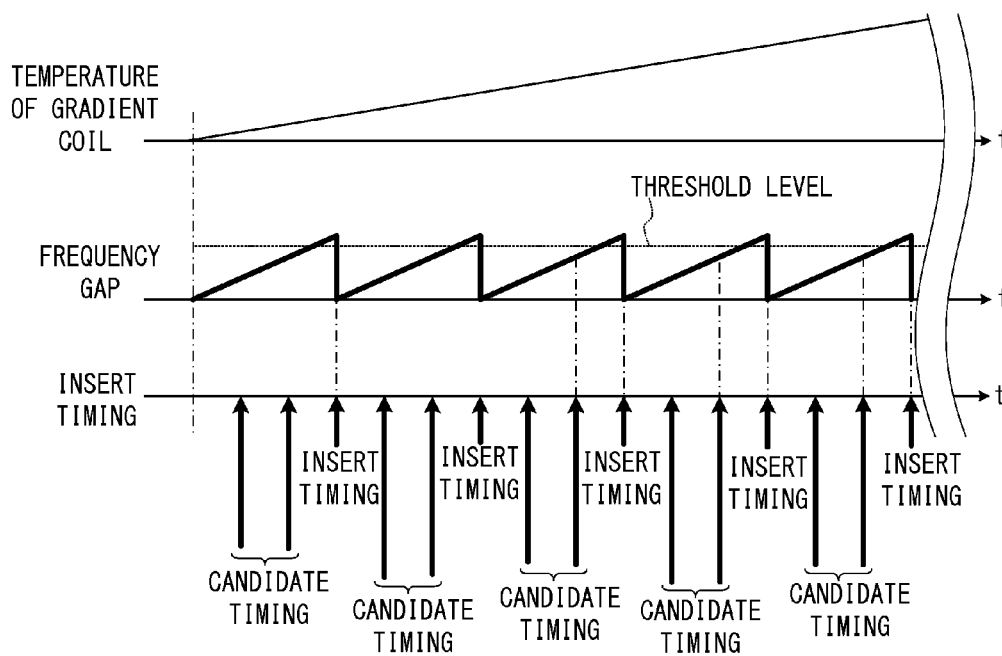 TEMPERATURE
OF GRADIENT
COIL
t
THRESHOLD LEVEL
FREQUENCY
GAP
t
INSERT
TIMING
t
INSERT
TIMING
INSERT
TIMING
INSERT
TIMING
INSERT
TIMING
INSERT
TIMING
CANDIDATE
TIMING
CANDIDATE
TIMING
CANDIDATE
TIMING
CANDIDATE
TIMING
CANDIDATE
TIMING